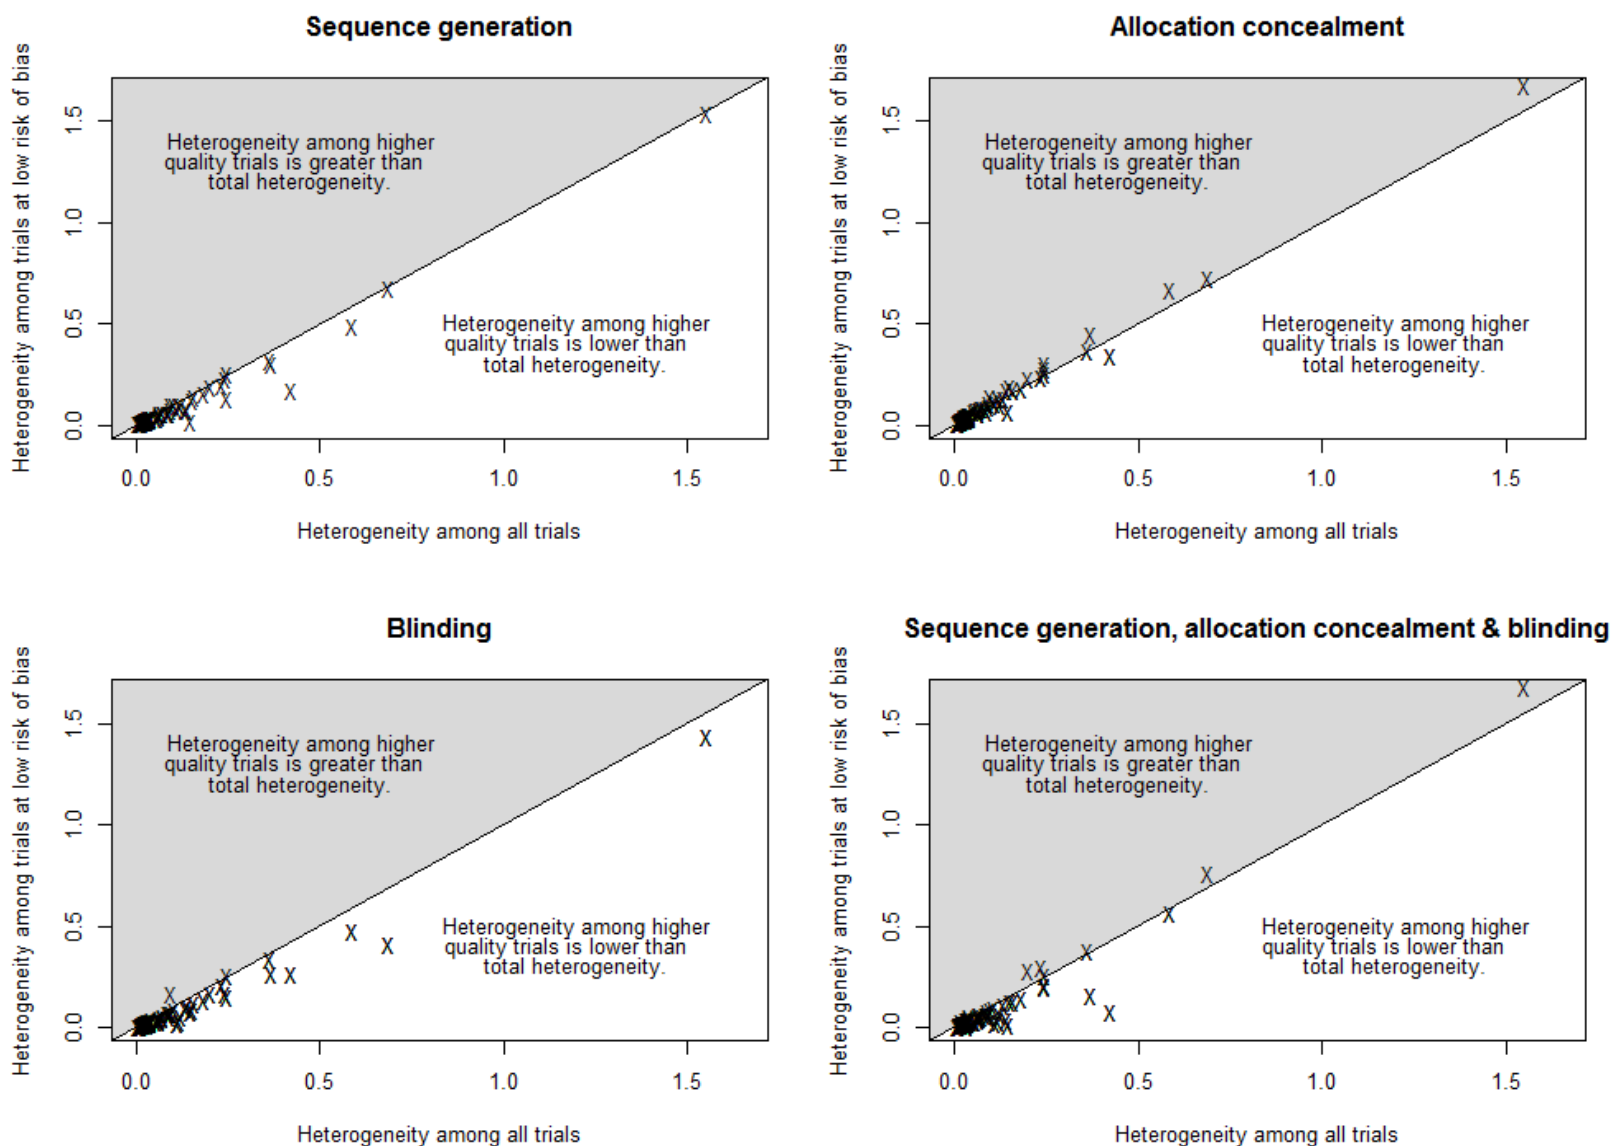 Sequence generation
Heterogeneity among trials at low risk of bias
1.5
1.0
0.5
0.0
Heterogeneity among higher
quality trials is greater than
total heterogeneity.
Heterogeneity among higher
quality trials is lower than
total heterogeneity.
0.0
0.5
1.0
1.5
Heterogeneity among all trials
Allocation concealment
Heterogeneity among trials at low risk of bias
1.5
1.0
0.5
0.0
Heterogeneity among higher
quality trials is greater than
total heterogeneity.
Heterogeneity among higher
quality trials is lower than
total heterogeneity.
0.0
0.5
1.0
1.5
Heterogeneity among all trials
Blinding
Heterogeneity among trials at low risk of bias
1.5
1.0
0.5
0.0
Heterogeneity among higher
quality trials is greater than
total heterogeneity.
Heterogeneity among higher
quality trials is lower than
total heterogeneity.
0.0
0.5
1.0
1.5
Heterogeneity among all trials
Sequence generation, allocation concealment & blinding
Heterogeneity among trials at low risk of bias
1.5
1.0
0.5
0.0
Heterogeneity among higher
quality trials is greater than
total heterogeneity.
Heterogeneity among higher
quality trials is lower than
total heterogeneity.
0.0
0.5
1.0
1.5
Heterogeneity among all trials